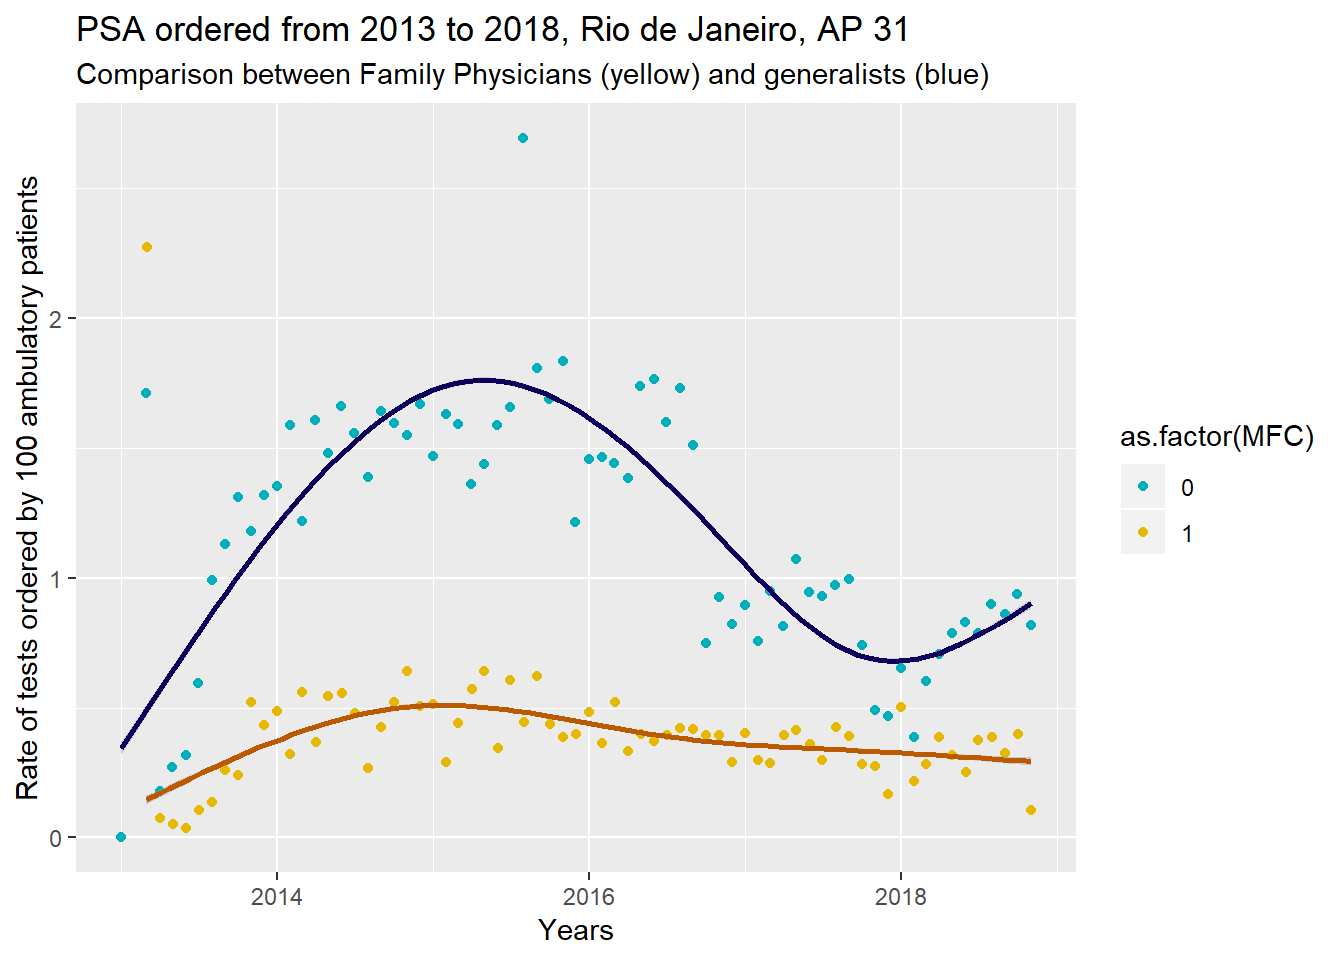 PSA ordered from 2013 to 2018, Rio de Janeiro, AP 31
Comparison between Family Physicians (yellow) and generalists (blue)
Rate of tests ordered by 100 ambulatory patients
2
1
0
2014
2016
2018
Years
as.factor(MFC)
0
1